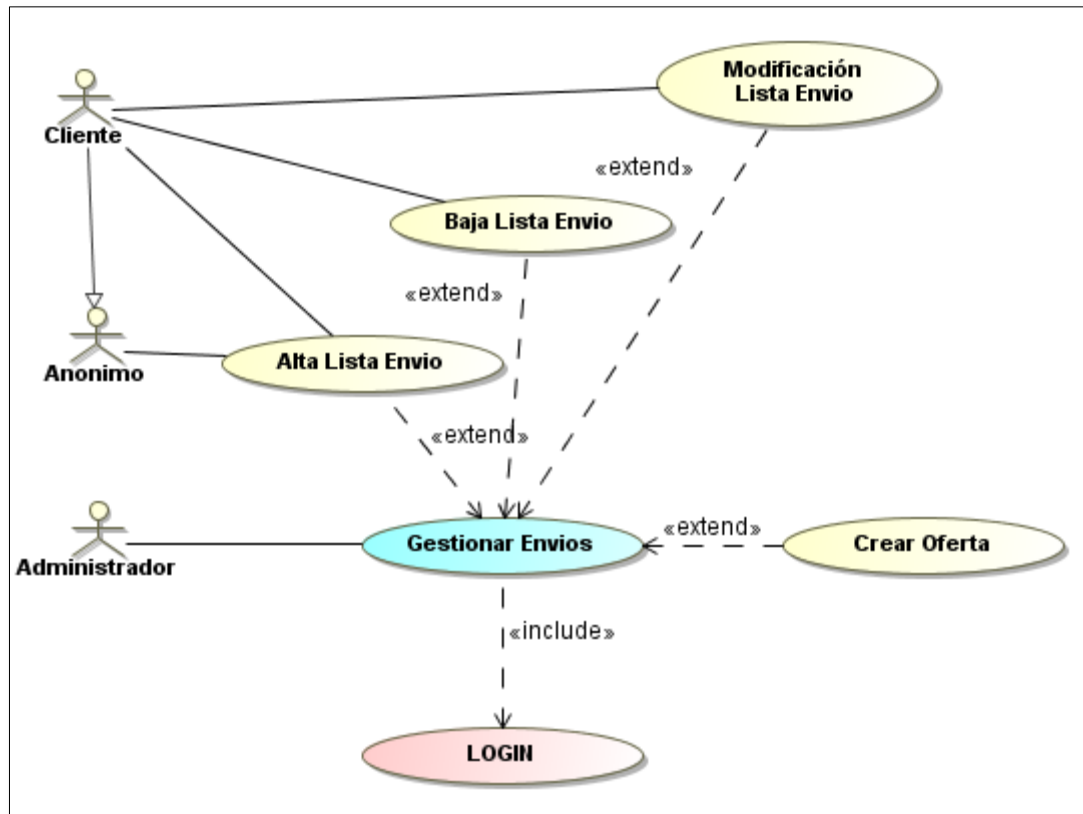 Modificación
Lista Envio
Cliente
«extend»
Baja Lista Envio
«extend»
Alta Lista Envio
Anonimo
«extend»
Gestionar Envios
«extend»
Crear Oferta
Administrador
«include»
LOGIN